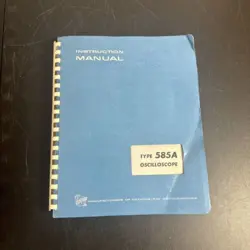 INSTRUCTION
MANUAL
TYPE 585A
OSCILLOSCOPE